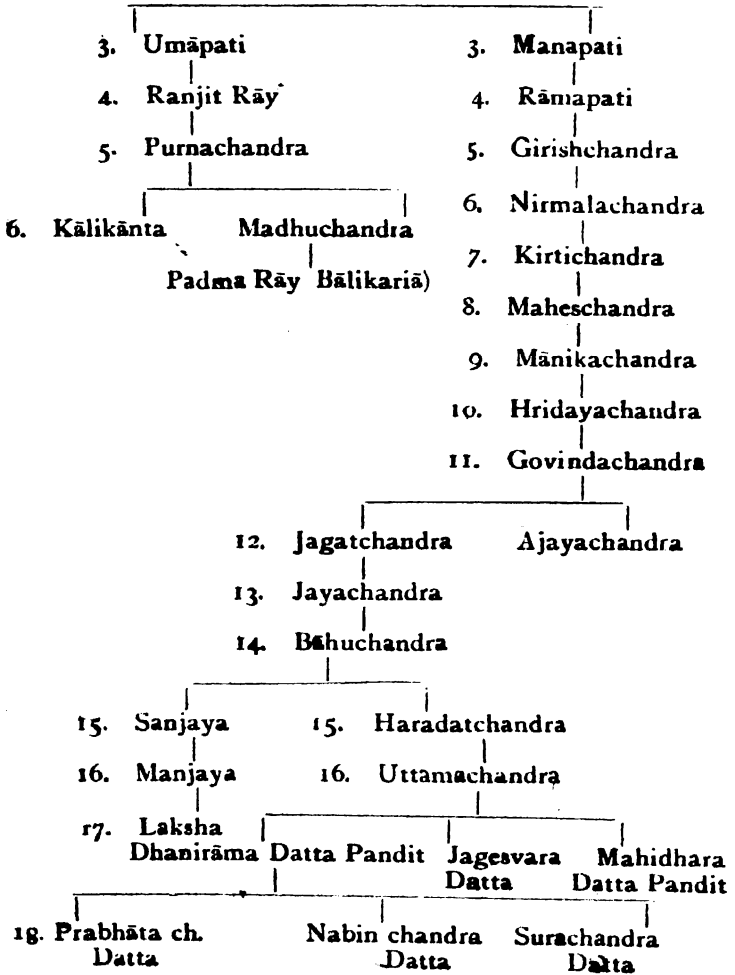 3. Umāpati 3. Manapati
4. Ranjit Rāy 4. Rāmapati
5. Purnachandra 5. Girishchandra
6. Nirmalachandra
6. Kālikānta Madhuchandra
7. Kirtichandra
Padma Rāy Bālikariā)
8. Maheschandra
9. Mānikachandra
10. Hridayachandra
11. Govindachandra
12. Jagatchandra Ajayachandra
13. Jayachandra
14. Bāhuchandra
15. Sanjaya 15. Haradatchandra
16. Manjaya 16. Uttamachandra
17. Laksha
Dhanirāma Datta Pandit Jagesvara Mahidhara
Datta Datta Pandit
18. Prabhāta ch. Nabin chandra Surachandra
Datta Datta Datta